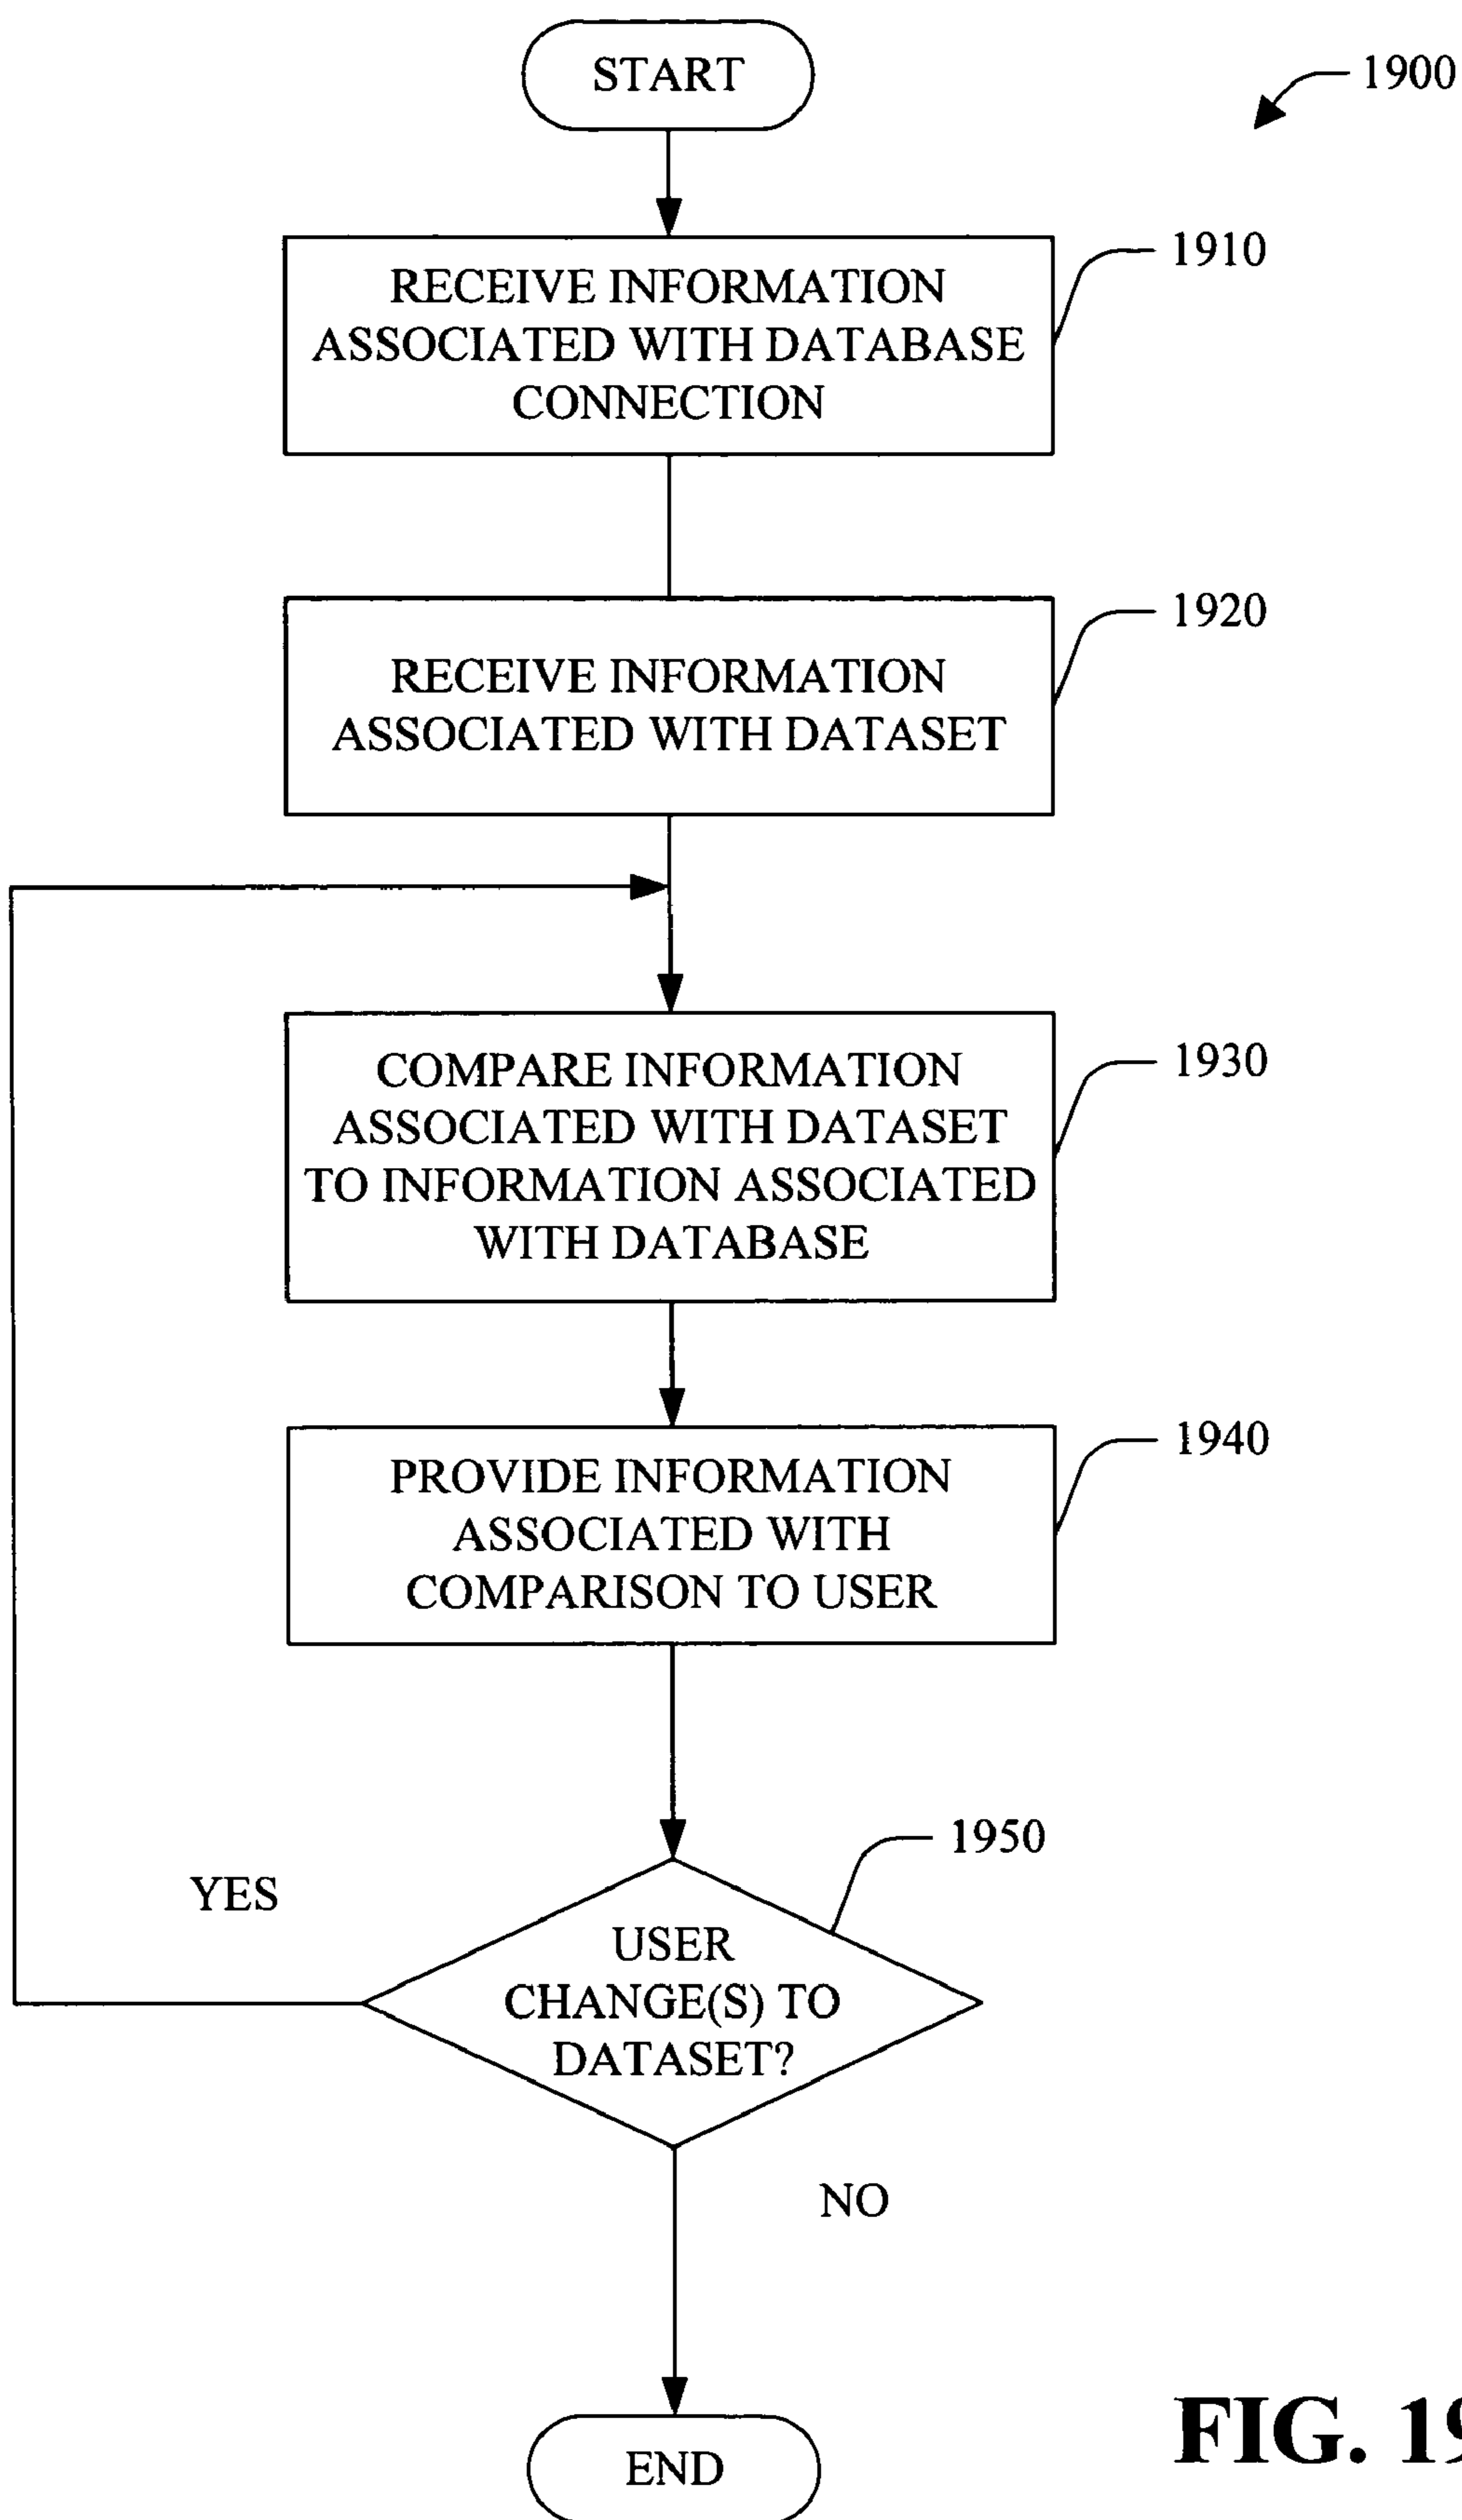 START
1900
RECEIVE INFORMATION
ASSOCIATED WITH DATABASE
CONNECTION
1910
RECEIVE INFORMATION
ASSOCIATED WITH DATASET
1920
COMPARE INFORMATION
ASSOCIATED WITH DATASET
TO INFORMATION ASSOCIATED
WITH DATABASE
1930
PROVIDE INFORMATION
ASSOCIATED WITH
COMPARISON TO USER
1940
1950
YES
USER
CHANGE(S) TO
DATASET?
NO
END
FIG. 19